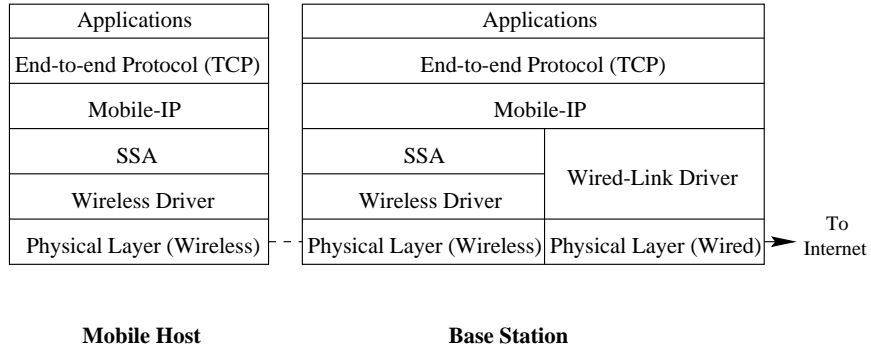 Applications
End-to-end Protocol (TCP)
Mobile-IP
SSA
Wireless Driver
Physical Layer (Wireless)
Mobile Host
Applications
End-to-end Protocol (TCP)
Mobile-IP
SSA
Wireless Driver
Wired-Link Driver
Physical Layer (Wireless)
Physical Layer (Wired)
To
Internet
Base Station